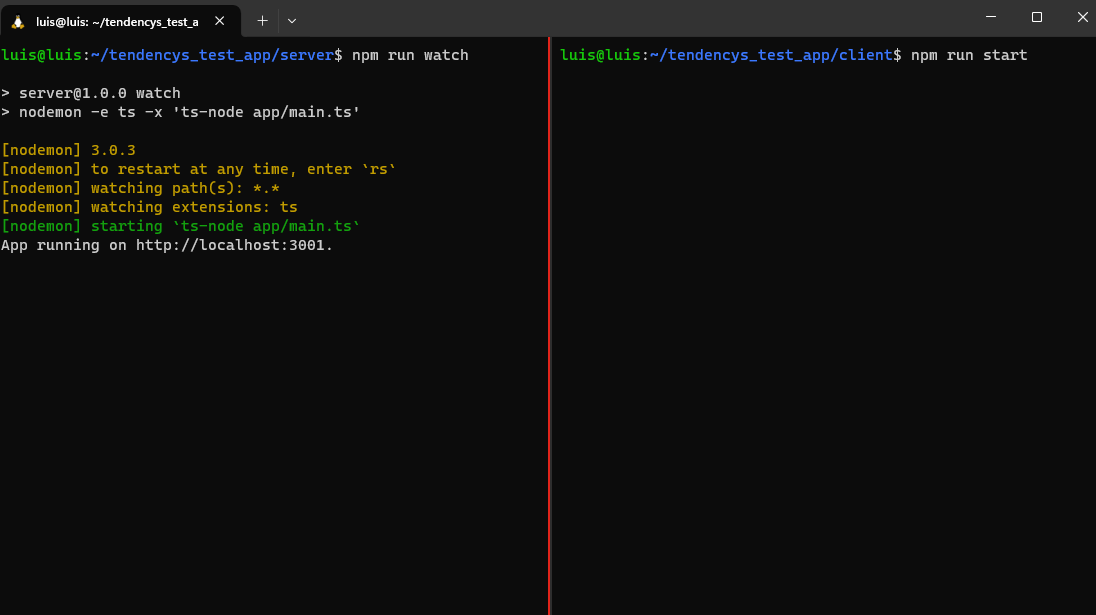 luis@luis: ~/tendencys_test_a
luis@luis:~/tendencys_test_app/server$ npm run watch
> server@1.0.0 watch
> nodemon -e ts -x 'ts-node app/main.ts'
[nodemon] 3.0.3
[nodemon] to restart at any time, enter `rs`
[nodemon] watching path(s): *.*
[nodemon] watching extensions: ts
[nodemon] starting `ts-node app/main.ts`
App running on http://localhost:3001.
luis@luis:~/tendencys_test_app/client$ npm run start